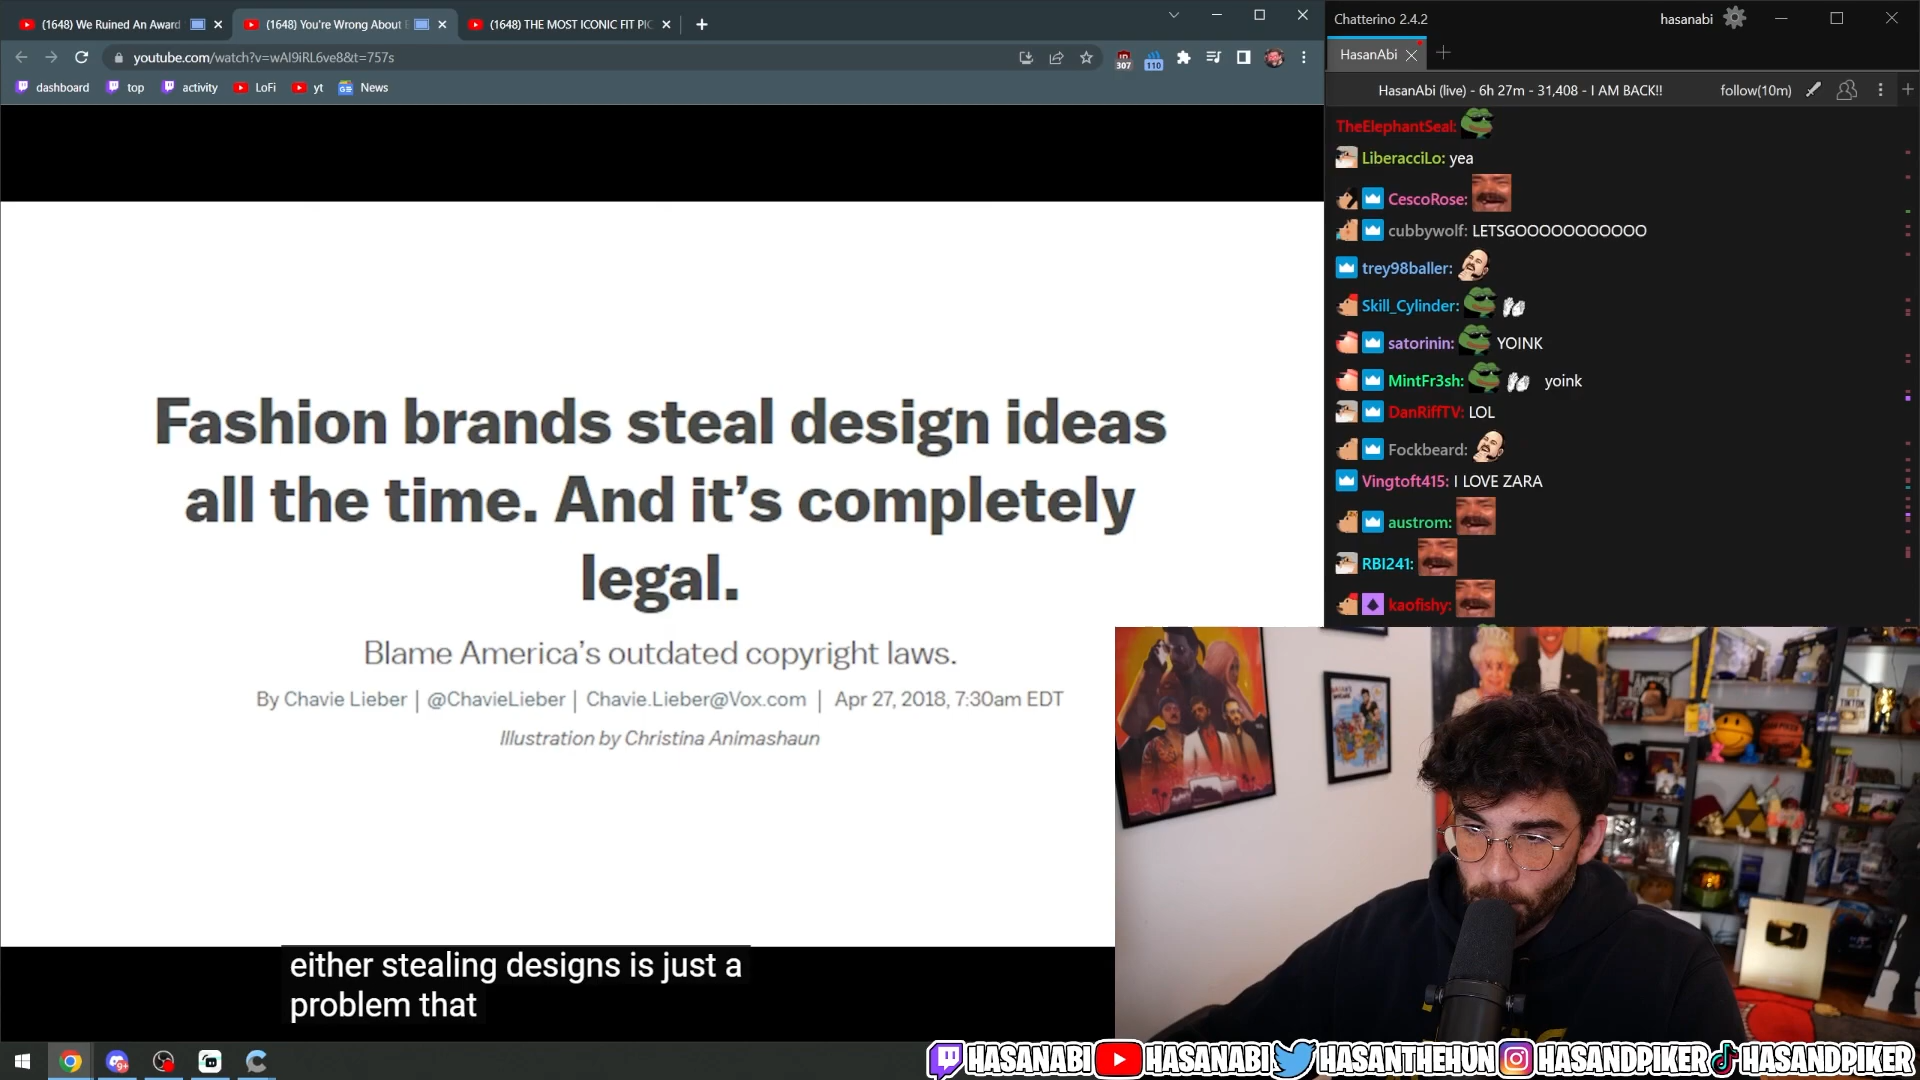 (1648) We Ruined An Award
(1648) You're Wrong About
(1648) THE MOST ICONIC FIT PIC
youtube.com/watch?v=wAI9iRL6ve8&t=757s
307
110
dashboard
top
activity
LoFi
yt
News
Fashion brands steal design ideas
all the time. And it's completely
legal.
Blame America's outdated copyright laws.
By Chavie Lieber | @ChavieLieber | Chavie.Lieber@Vox.com | Apr 27, 2018, 7:30am EDT
Illustration by Christina Animashaun
either stealing designs is just a
problem that
Chatterino 2.4.2
hasanabi
HasanAbi
HasanAbi (live) - 6h 27m - 31,408 - I AM BACK!!
follow(10m)
TheElephantSeal:
LiberacciLo: yea
CescoRose:
cubbywolf: LETSGOOOOOOOOOOO
trey98baller:
Skill_Cylinder:
satorinin: YOINK
MintFr3sh: yoink
DanRiffTV: LOL
Fockbeard:
Vingtoft415: I LOVE ZARA
austrom:
RBI241:
kaofishy:
HASANABI
HASANABI
HASANTHEHUN
HASANDPIKER
HASANDPIKER